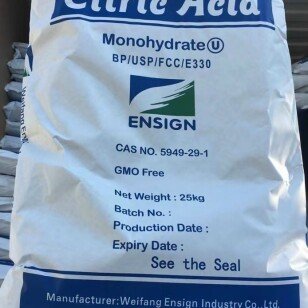 Citric Acid
Monohydrate Ⓤ
BP/USP/FCC/E330
ENSIGN
CAS NO. 5949-29-1
GMO Free
Net Weight : 25kg
Batch No. :
Production Date :
Expiry Date :
See the Seal
Manufacturer:Weifang Ensign Industry Co.,Ltd.